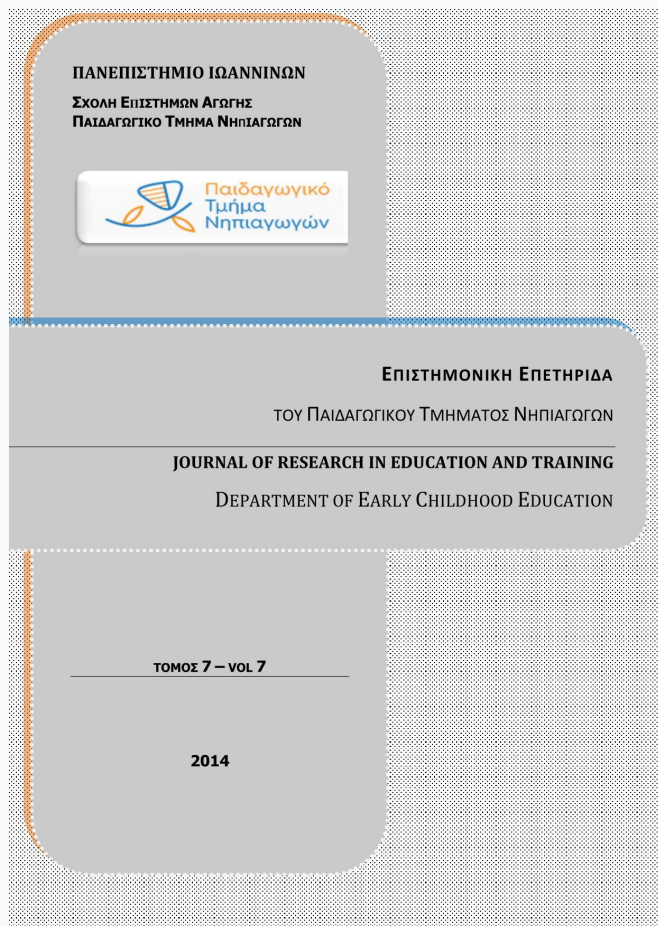 ΠΑΝΕΠΙΣΤΗΜΙΟ ΙΩΑΝΝΙΝΩΝ
ΣΧΟΛΗ ΕΠΙΣΤΗΜΩΝ ΑΓΩΓΗΣ
ΠΑΙΔΑΓΩΓΙΚΟ ΤΜΗΜΑ ΝΗΠΙΑΓΩΓΩΝ
Παιδαγωγικό
Τμήμα
Νηπιαγωγών
ΕΠΙΣΤΗΜΟΝΙΚΗ ΕΠΕΤΗΡΙΔΑ
ΤΟΥ ΠΑΙΔΑΓΩΓΙΚΟΥ ΤΜΗΜΑΤΟΣ ΝΗΠΙΑΓΩΓΩΝ
JOURNAL OF RESEARCH IN EDUCATION AND TRAINING
DEPARTMENT OF EARLY CHILDHOOD EDUCATION
ΤΟΜΟΣ 7 – VOL 7
2014